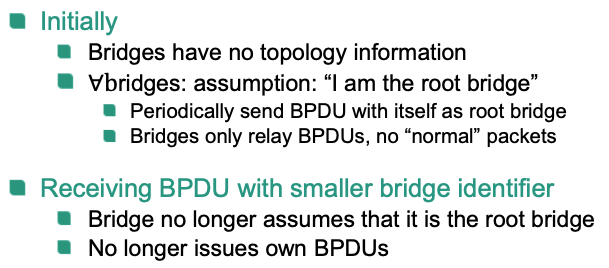 Initially
Bridges have no topology information
∀bridges: assumption: “I am the root bridge”
Periodically send BPDU with itself as root bridge
Bridges only relay BPDUs, no “normal” packets
Receiving BPDU with smaller bridge identifier
Bridge no longer assumes that it is the root bridge
No longer issues own BPDUs